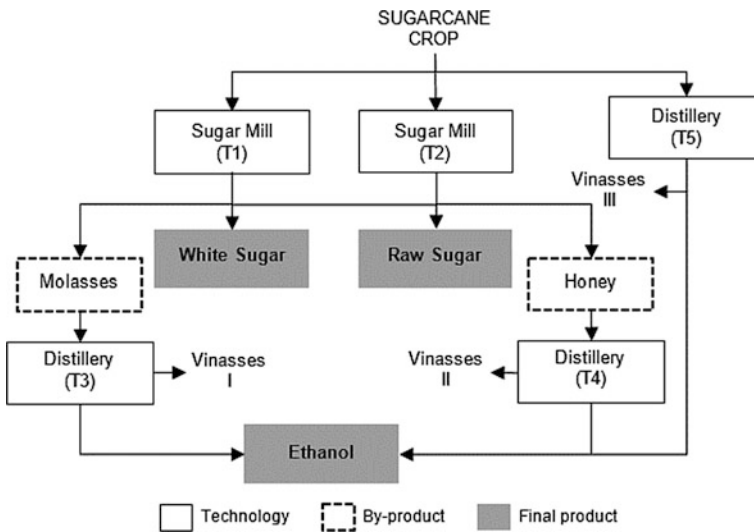 SUGARCANE
CROP
Sugar Mill
(T1)
Sugar Mill
(T2)
Distillery
(T5)
Vinasses
III
White Sugar
Raw Sugar
Molasses
Honey
Distillery
(T3)
Vinasses
I
Vinasses
II
Distillery
(T4)
Ethanol
Technology
By-product
Final product